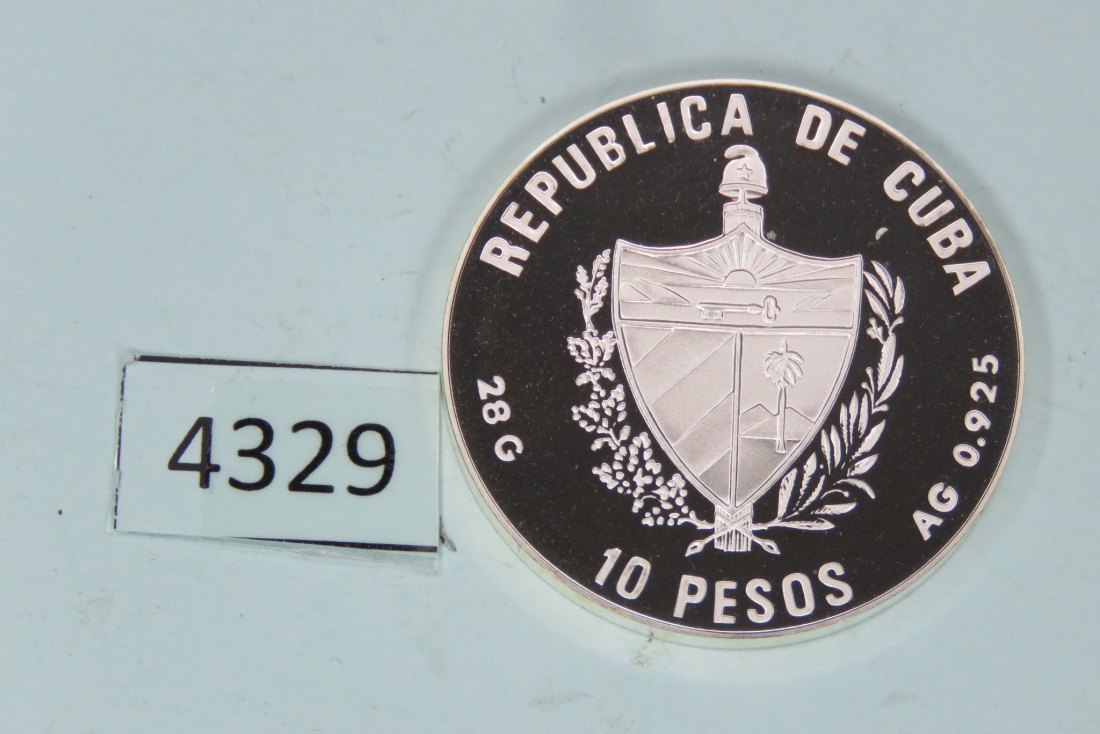 4329
REPUBLICA DE CUBA
28 G
AG 0.925
10 PESOS